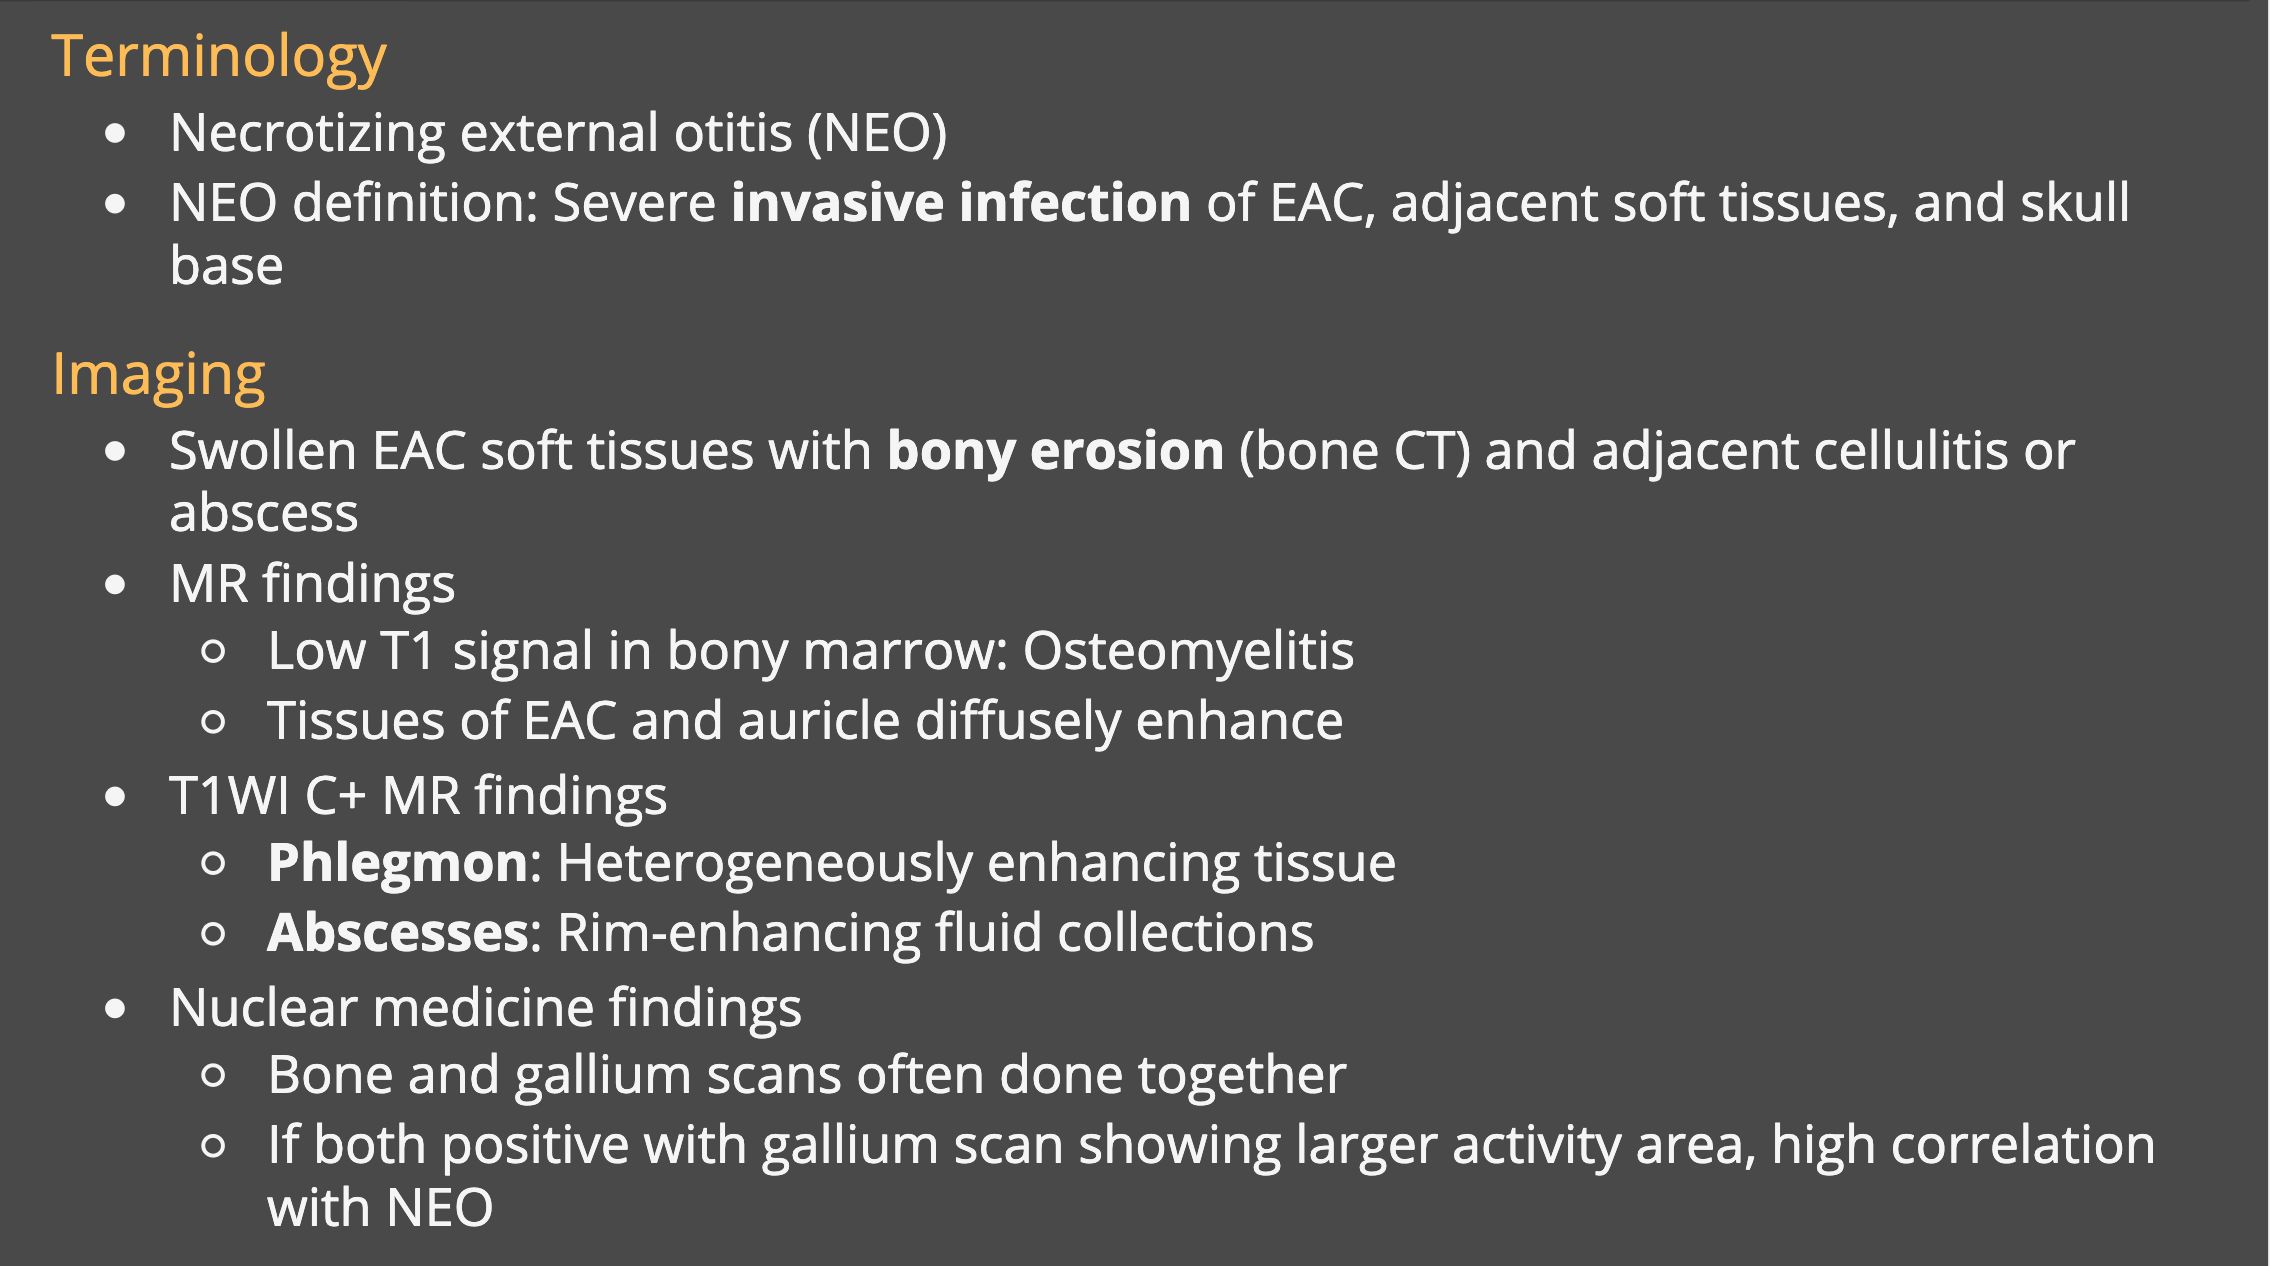 Terminology
• Necrotizing external otitis (NEO)
• NEO definition: Severe invasive infection of EAC, adjacent soft tissues, and skull
base
Imaging
• Swollen EAC soft tissues with bony erosion (bone CT) and adjacent cellulitis or
abscess
• MR findings
○ Low T1 signal in bony marrow: Osteomyelitis
○ Tissues of EAC and auricle diffusely enhance
• T1WI C+ MR findings
○ Phlegmon: Heterogeneously enhancing tissue
○ Abscesses: Rim-enhancing fluid collections
• Nuclear medicine findings
○ Bone and gallium scans often done together
○ If both positive with gallium scan showing larger activity area, high correlation
with NEO